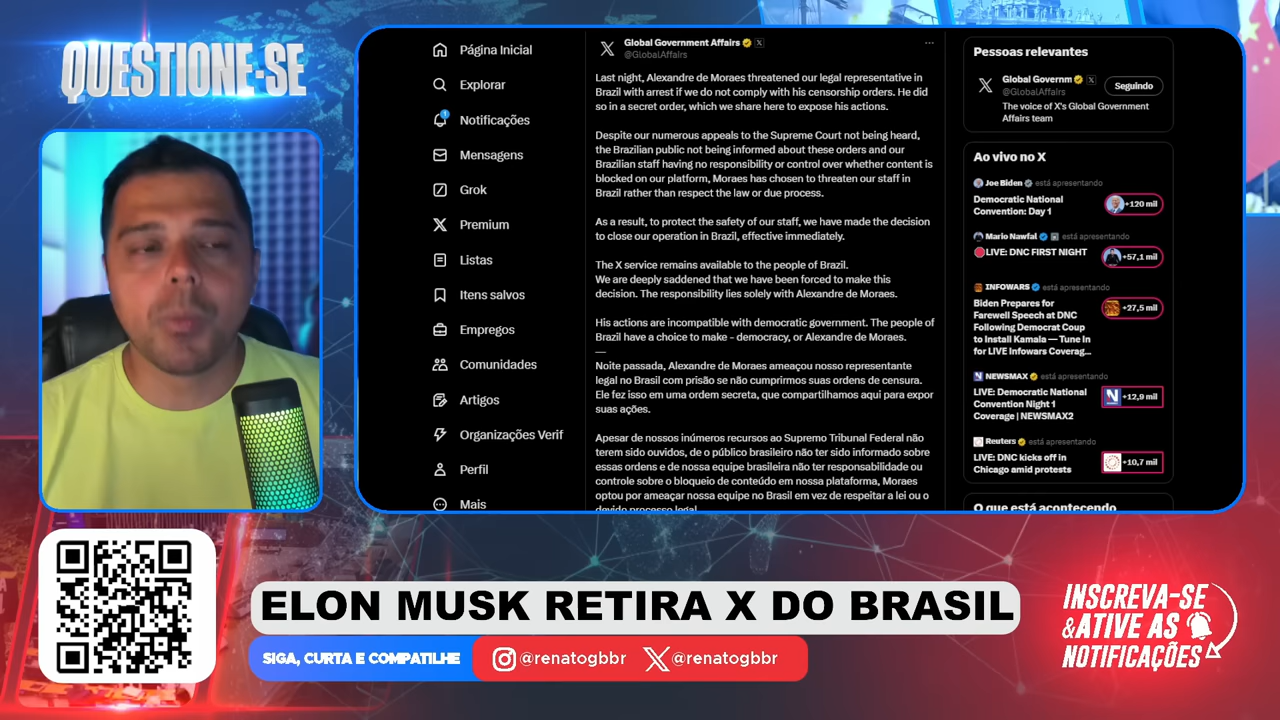 QUESTIONE-SE
Página Inicial
Explorar
Notificações
Mensagens
Grok
Premium
Listas
Itens salvos
Empregos
Comunidades
Artigos
Organizações Verif
Perfil
Mais
Global Government Affairs
@GlobalAffairs
Last night, Alexandre de Moraes threatened our legal representative in
Brazil with arrest if we do not comply with his censorship orders. He did
so in a secret order, which we share here to expose his actions.
Despite our numerous appeals to the Supreme Court not being heard,
the Brazilian public not being informed about these orders and our
Brazilian staff having no responsibility or control over whether content is
blocked on our platform, Moraes has chosen to threaten our staff in
Brazil rather than respect the law or due process.
As a result, to protect the safety of our staff, we have made the decision
to close our operation in Brazil, effective immediately.
The X service remains available to the people of Brazil.
We are deeply saddened that we have been forced to make this
decision. The responsibility lies solely with Alexandre de Moraes.
His actions are incompatible with democratic government. The people of
Brazil have a choice to make - democracy, or Alexandre de Moraes.
—
Noite passada, Alexandre de Moraes ameaçou nosso representante
legal no Brasil com prisão se não cumprirmos suas ordens de censura.
Ele fez isso em uma ordem secreta, que compartilhamos aqui para expor
suas ações.
Apesar de nossos inúmeros recursos ao Supremo Tribunal Federal não
terem sido ouvidos, de o público brasileiro não ter sido informado sobre
essas ordens e de nossa equipe brasileira não ter responsabilidade ou
controle sobre o bloqueio de conteúdo em nossa plataforma, Moraes
optou por ameaçar nossa equipe no Brasil em vez de respeitar a lei ou o
devido processo legal.
Pessoas relevantes
Global Governm
@GlobalAffairs
Seguindo
The voice of X's Global Government
Affairs team
Ao vivo no X
Joe Biden está apresentando
Democratic National
Convention: Day 1
+120 mil
Mario Nawfal está apresentando
LIVE: DNC FIRST NIGHT
+57,1 mil
INFOWARS está apresentando
Biden Prepares for
Farewell Speech at DNC
Following Democrat Coup
to Install Kamala — Tune In
for LIVE Infowars Coverag...
+27,5 mil
NEWSMAX está apresentando
LIVE: Democratic National
Convention Night 1
Coverage | NEWSMAX2
+12,9 mil
Reuters está apresentando
LIVE: DNC kicks off in
Chicago amid protests
+10,7 mil
O que está acontecendo
ELON MUSK RETIRA X DO BRASIL
SIGA, CURTA E COMPATILHE
@renatogbbr
@renatogbbr
INSCREVA-SE
&ATIVE AS
NOTIFICAÇÕES